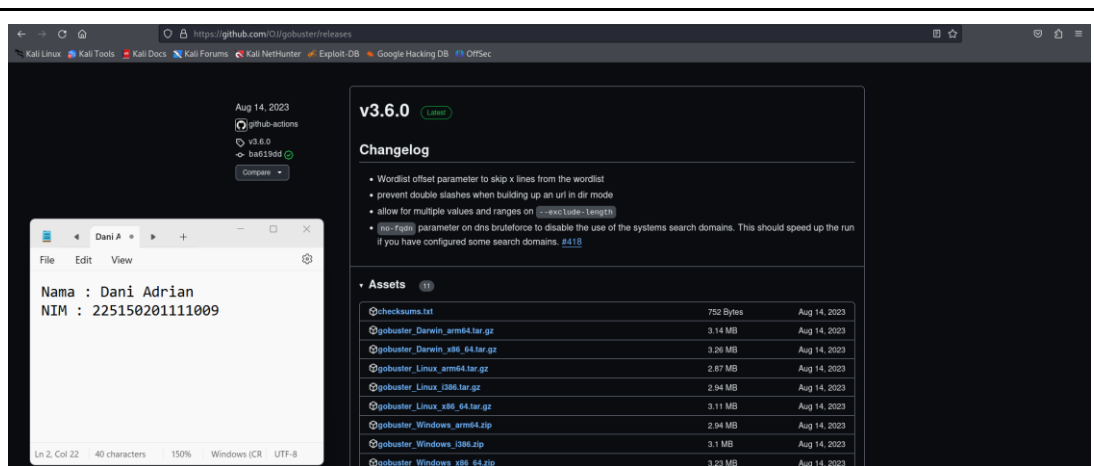 https://github.com/OJ/gobuster/releases
Kali Linux Kali Tools Kali Docs Kali Forums Kali NetHunter Exploit-DB Google Hacking DB OffSec
Aug 14, 2023
github-actions
v3.6.0
ba619dd
Compare
v3.6.0 Latest
Changelog
Wordlist offset parameter to skip x lines from the wordlist
prevent double slashes when building up an url in dir mode
allow for multiple values and ranges on --exclude-length
no-fqdn parameter on dns bruteforce to disable the use of the systems search domains. This should speed up the run
if you have configured some search domains. #418
Assets 11
checksums.txt 752 Bytes Aug 14, 2023
gobuster_Darwin_arm64.tar.gz 3.14 MB Aug 14, 2023
gobuster_Darwin_x86_64.tar.gz 3.26 MB Aug 14, 2023
gobuster_Linux_arm64.tar.gz 2.87 MB Aug 14, 2023
gobuster_Linux_i386.tar.gz 2.94 MB Aug 14, 2023
gobuster_Linux_x86_64.tar.gz 3.11 MB Aug 14, 2023
gobuster_Windows_arm64.zip 2.94 MB Aug 14, 2023
gobuster_Windows_i386.zip 3.1 MB Aug 14, 2023
gobuster_Windows_x86_64.zip 3.23 MB Aug 14, 2023
Dani A
File Edit View
Nama : Dani Adrian
NIM : 225150201111009
Ln 2, Col 22 40 characters 150% Windows (CR UTF-8